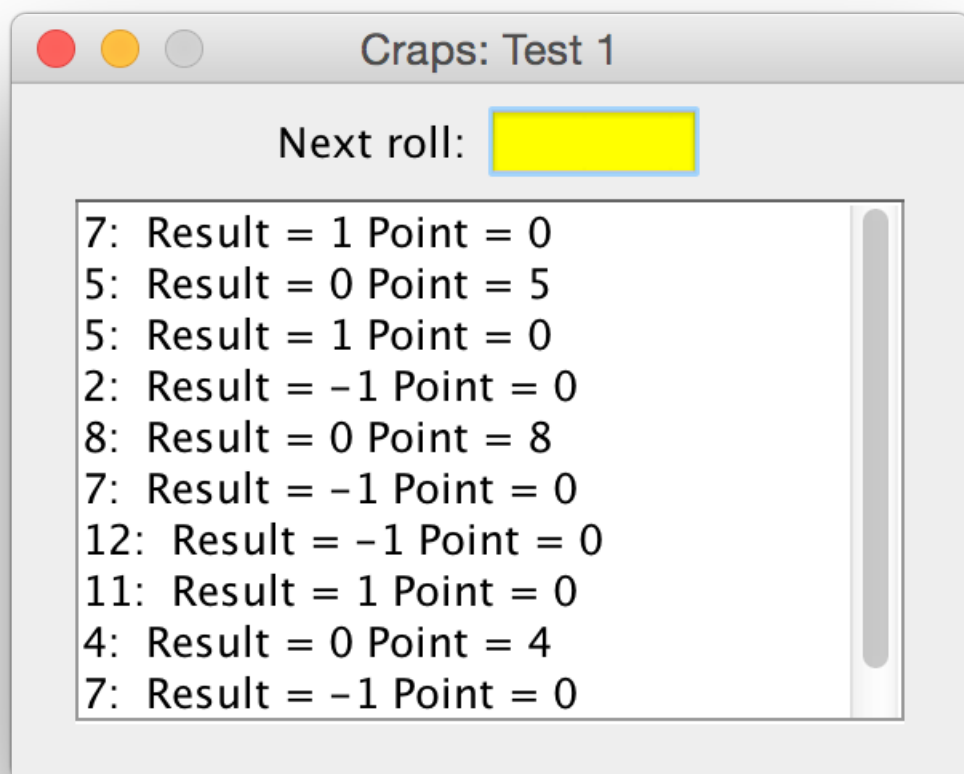 Craps: Test 1
Next roll:
7:  Result = 1 Point = 0
5:  Result = 0 Point = 5
5:  Result = 1 Point = 0
2:  Result = -1 Point = 0
8:  Result = 0 Point = 8
7:  Result = -1 Point = 0
12:  Result = -1 Point = 0
11:  Result = 1 Point = 0
4:  Result = 0 Point = 4
7:  Result = -1 Point = 0